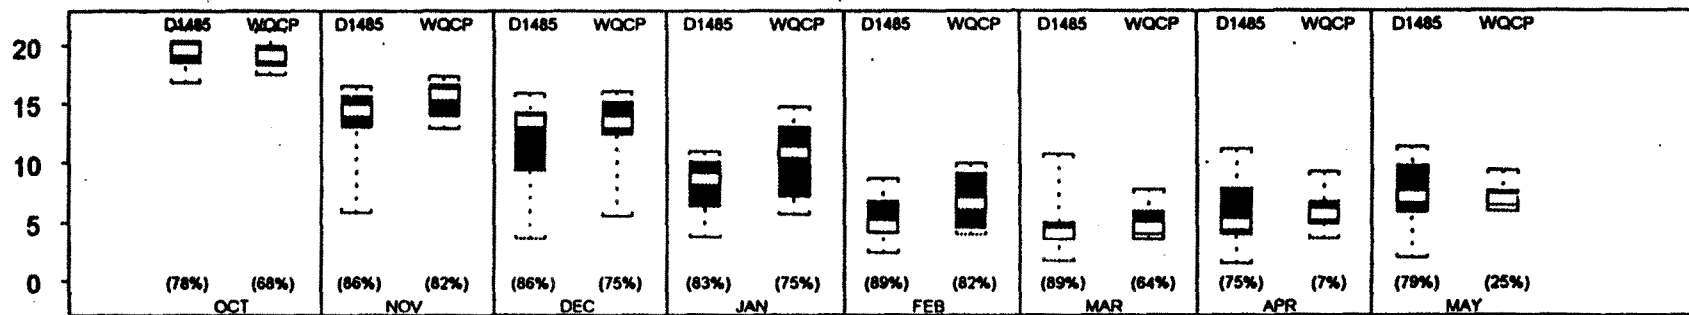 D1485 WQCP D1485 WQCP D1485 WQCP D1485 WQCP D1485 WQCP D1485 WQCP D1485 WQCP D1485 WQCP
20
15
10
5
0 (78%) (68%) (86%) (82%) (86%) (75%) (83%) (75%) (89%) (82%) (89%) (64%) (75%) (7%) (79%) (25%)
OCT NOV DEC JAN FEB MAR APR MAY